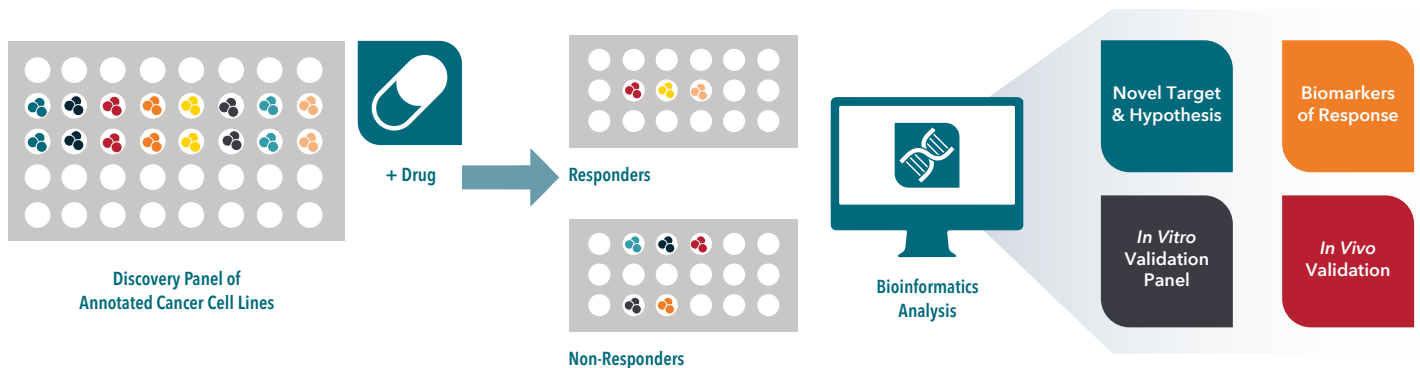 Discovery Panel of
Annotated Cancer Cell Lines
+ Drug
Responders
Non-Responders
Bioinformatics
Analysis
Novel Target
& Hypothesis
Biomarkers
of Response
In Vitro
Validation
Panel
In Vivo
Validation